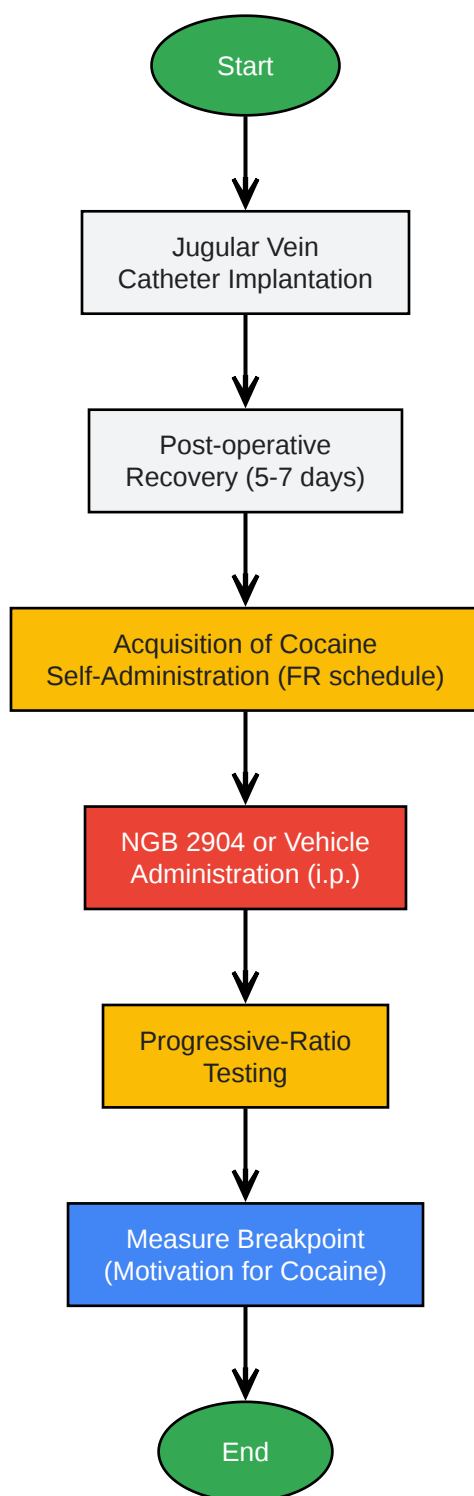 Start
Jugular Vein
Catheter Implantation
Post-operative
Recovery (5-7 days)
Acquisition of Cocaine
Self-Administration (FR schedule)
NGB 2904 or Vehicle
Administration (i.p.)
Progressive-Ratio
Testing
Measure Breakpoint
(Motivation for Cocaine)
End